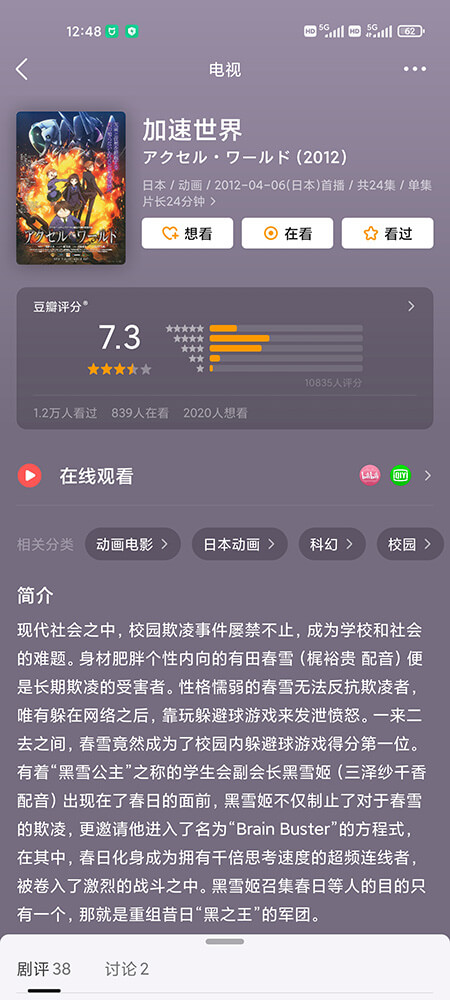 12:48
HD 5G HD 5G 62
电视
加速世界
アクセル・ワールド (2012)
アクセル・ワールド
日本 / 动画 / 2012-04-06(日本)首播 / 共24集 / 单集
片长24分钟
想看 在看 看过
豆瓣评分®
7.3
10835人评分
1.2万人看过 839人在看 2020人想看
在线观看
相关分类 动画电影 日本动画 科幻 校园
简介
现代社会之中，校园欺凌事件屡禁不止，成为学校和社会
的难题。身材肥胖个性内向的有田春雪（梶裕贵 配音）便
是长期欺凌的受害者。性格懦弱的春雪无法反抗欺凌者，
唯有躲在网络之后，靠玩躲避球游戏来发泄愤怒。一来二
去之间，春雪竟然成为了校园内躲避球游戏得分第一位。
有着“黑雪公主”之称的学生会副会长黑雪姬（三泽纱千香
配音）出现在了春日的面前，黑雪姬不仅制止了对于春雪
的欺凌，更邀请他进入了名为“Brain Buster”的方程式，
在其中，春日化身成为拥有千倍思考速度的超频连线者，
被卷入了激烈的战斗之中。黑雪姬召集春日等人的目的只
有一个，那就是重组昔日“黑之王”的军团。
剧评 38 讨论 2